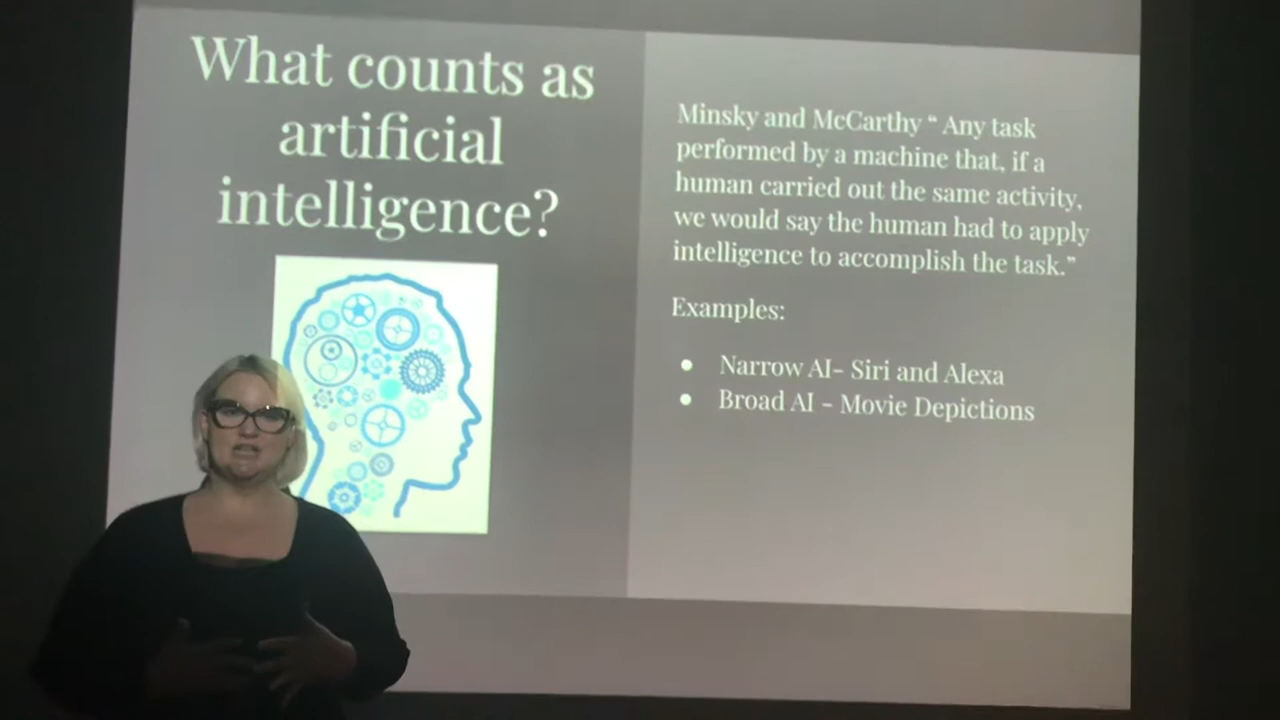 What counts as
artificial
intelligence?
Minsky and McCarthy “ Any task
performed by a machine that, if a
human carried out the same activity,
we would say the human had to apply
intelligence to accomplish the task.”
Examples:
● Narrow AI- Siri and Alexa
● Broad AI - Movie Depictions